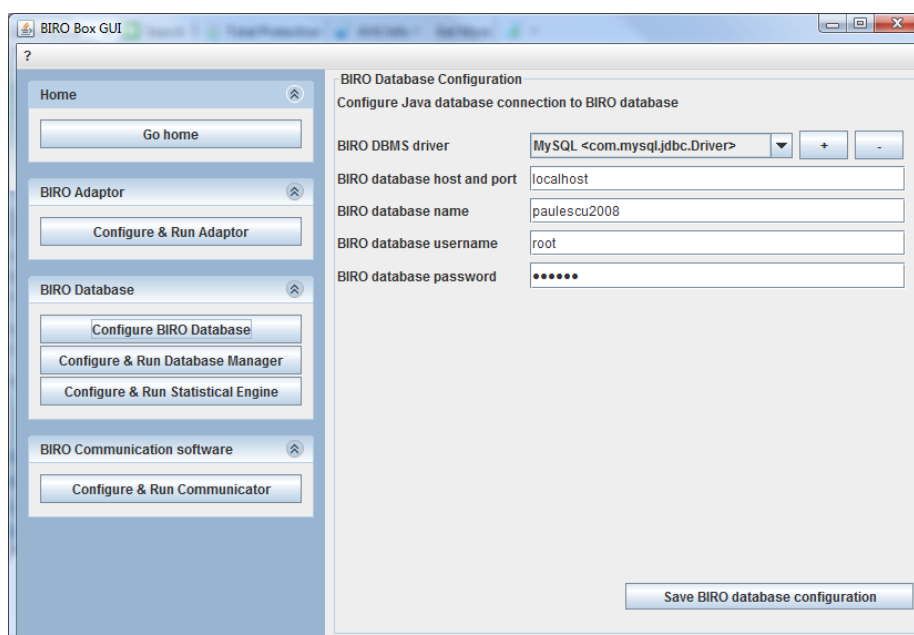 BIRO Box GUI
?
Home
Go home
BIRO Adaptor
Configure & Run Adaptor
BIRO Database
Configure BIRO Database
Configure & Run Database Manager
Configure & Run Statistical Engine
BIRO Communication software
Configure & Run Communicator
BIRO Database Configuration
Configure Java database connection to BIRO database
BIRO DBMS driver MySQL <com.mysql.jdbc.Driver> + -
BIRO database host and port localhost
BIRO database name paulescu2008
BIRO database username root
BIRO database password ••••••
Save BIRO database configuration